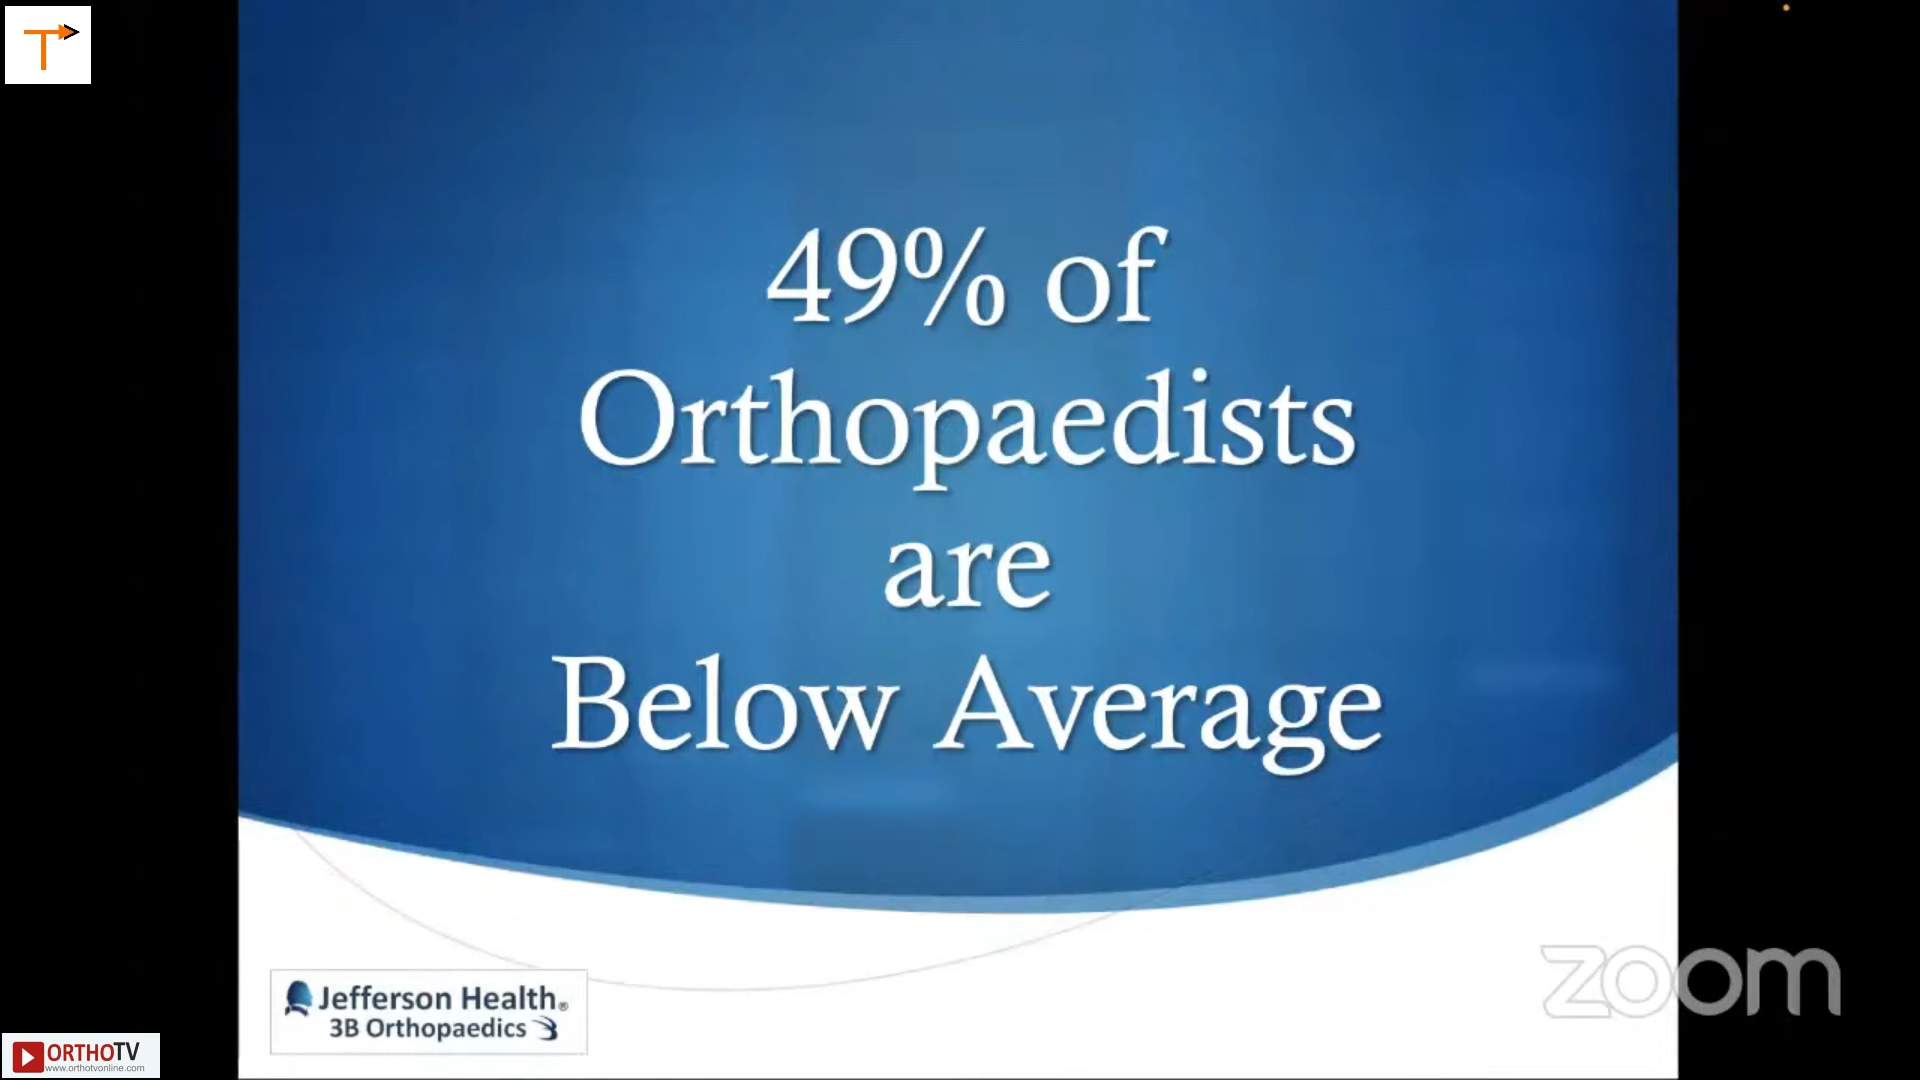 T
49% of
Orthopaedists
are
Below Average
Jefferson Health®
3B Orthopaedics
zoom
ORTHOTV
www.orthotvonline.com